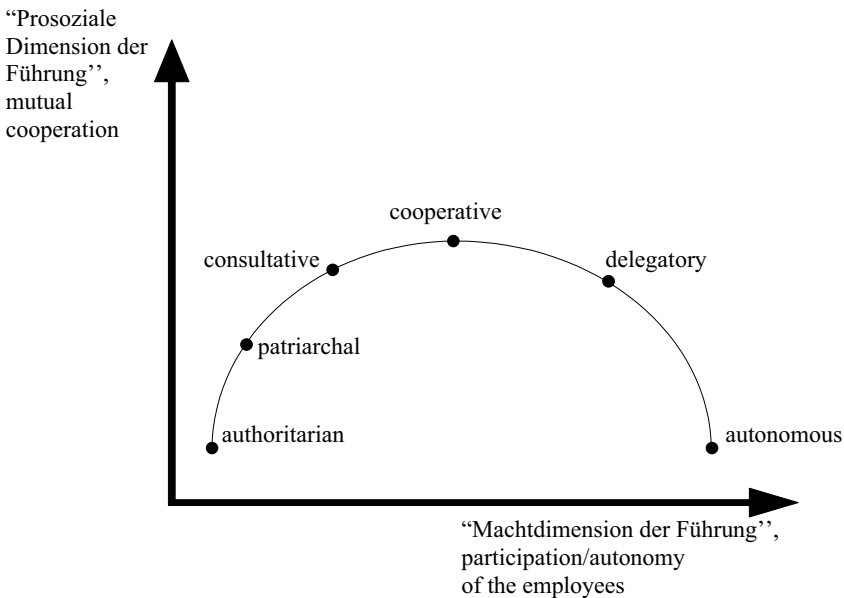 “Prosoziale
Dimension der
Führung’’,
mutual
cooperation
cooperative
consultative
delegatory
patriarchal
authoritarian
autonomous
“Machtdimension der Führung’’,
participation/autonomy
of the employees